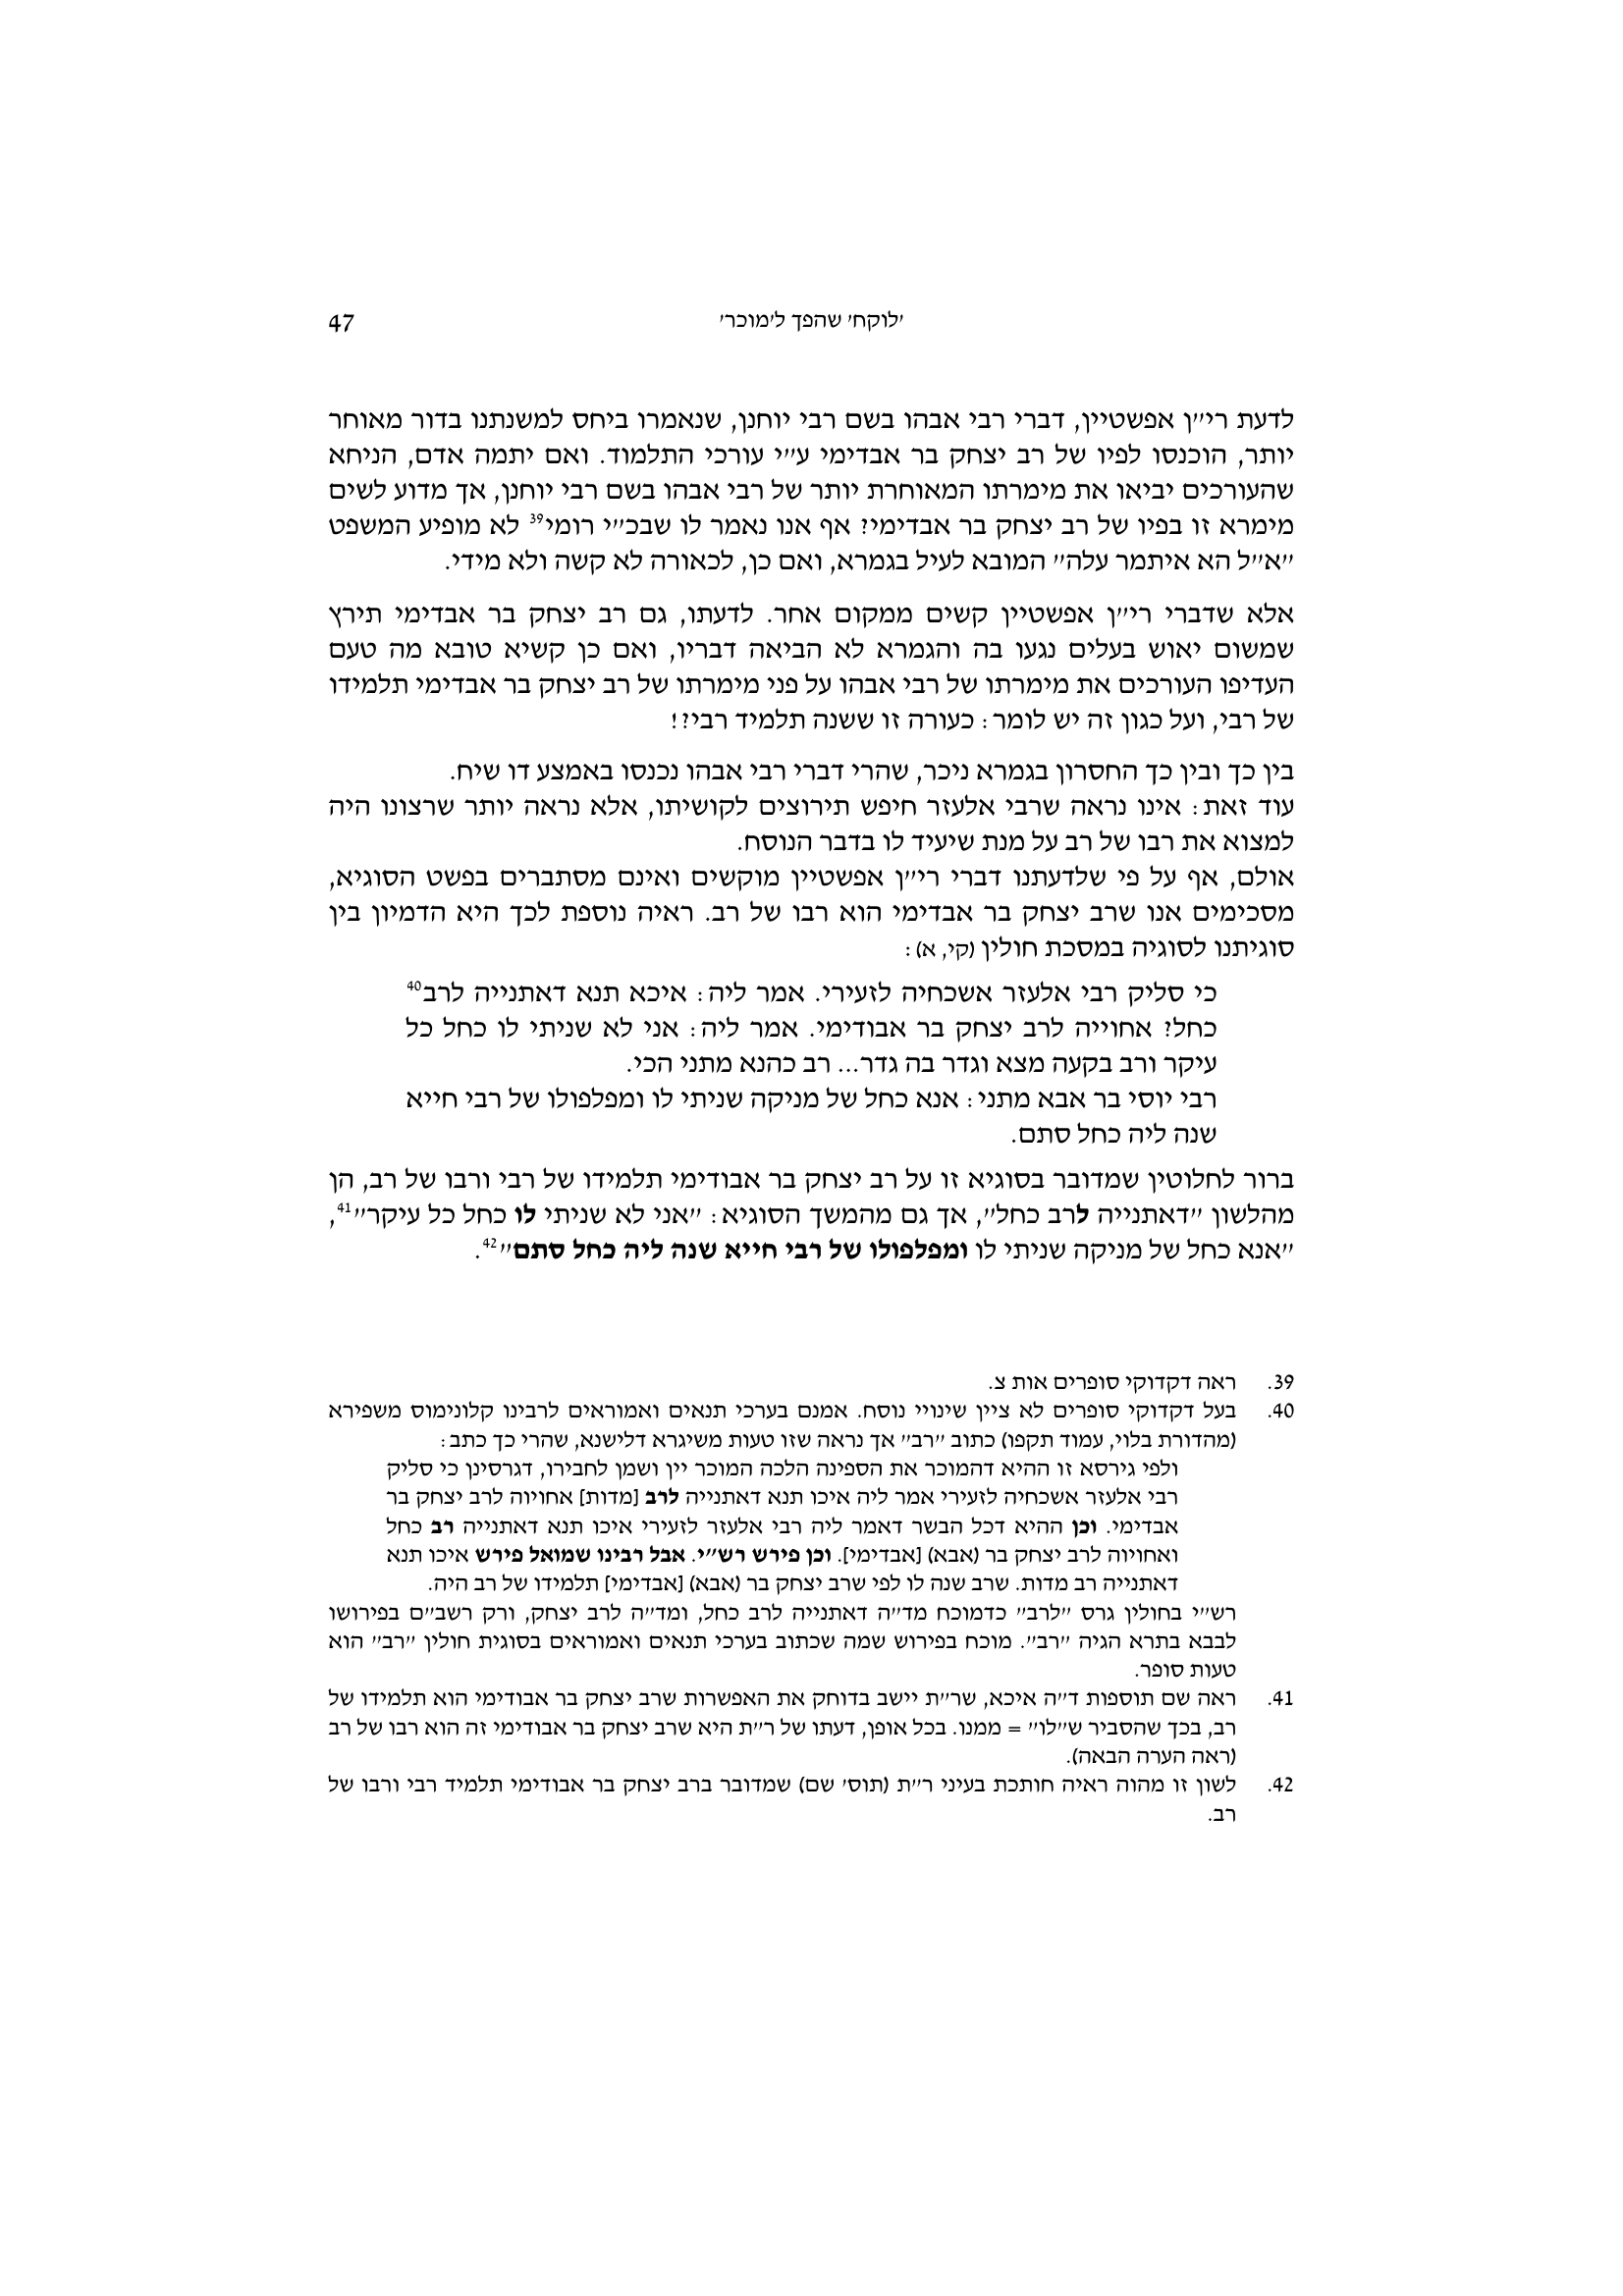 'לוקח' שהפך ל'מוכר'
47
לדעת רי"ן אפשטיין, דברי רבי אבהו בשם רבי יוחנן, שנאמרו ביחס למשנתנו בדור מאוחר
יותר, הוכנסו לפיו של רב יצחק בר אבדימי ע"י עורכי התלמוד. ואם יתמה אדם, הניחא
שהעורכים יביאו את מימרתו המאוחרת יותר של רבי אבהו בשם רבי יוחנן, אך מדוע לשים
מימרא זו בפיו של רב יצחק בר אבדימי? אף אנו נאמר לו שבכ"י רומי39 לא מופיע המשפט
"א"ל הא איתמר עלה" המובא לעיל בגמרא, ואם כן, לכאורה לא קשה ולא מידי.
אלא שדברי רי"ן אפשטיין קשים ממקום אחר. לדעתו, גם רב יצחק בר אבדימי תירץ
שמשום יאוש בעלים נגעו בה והגמרא לא הביאה דבריו, ואם כן קשיא טובא מה טעם
העדיפו העורכים את מימרתו של רבי אבהו על פני מימרתו של רב יצחק בר אבדימי תלמידו
של רבי, ועל כגון זה יש לומר: כעורה זו ששנה תלמיד רבי?!
בין כך ובין כך החסרון בגמרא ניכר, שהרי דברי רבי אבהו נכנסו באמצע דו שיח.
עוד זאת: אינו נראה שרבי אלעזר חיפש תירוצים לקושיתו, אלא נראה יותר שרצונו היה
למצוא את רבו של רב על מנת שיעיד לו בדבר הנוסח.
אולם, אף על פי שלדעתנו דברי רי"ן אפשטיין מוקשים ואינם מסתברים בפשט הסוגיא,
מסכימים אנו שרב יצחק בר אבדימי הוא רבו של רב. ראיה נוספת לכך היא הדמיון בין
סוגיתנו לסוגיה במסכת חולין (קי, א):
כי סליק רבי אלעזר אשכחיה לזעירי. אמר ליה: איכא תנא דאתנייה לרב40
כחל? אחוייה לרב יצחק בר אבודימי. אמר ליה: אני לא שניתי לו כחל כל
עיקר ורב בקעה מצא וגדר בה גדר... רב כהנא מתני הכי.
רבי יוסי בר אבא מתני: אנא כחל של מניקה שניתי לו ומפלפולו של רבי חייא
שנה ליה כחל סתם.
ברור לחלוטין שמדובר בסוגיא זו על רב יצחק בר אבודימי תלמידו של רבי ורבו של רב, הן
מהלשון "דאתנייה לרב כחל", אך גם מהמשך הסוגיא: "אני לא שניתי לו כחל כל עיקר"41,
"אנא כחל של מניקה שניתי לו ומפלפולו של רבי חייא שנה ליה כחל סתם"42.
39. ראה דקדוקי סופרים אות צ.
40. בעל דקדוקי סופרים לא ציין שינויי נוסח. אמנם בערכי תנאים ואמוראים לרבינו קלונימוס משפירא
(מהדורת בלוי, עמוד תקפו) כתוב "רב" אך נראה שזו טעות משיגרא דלישנא, שהרי כך כתב:
ולפי גירסא זו ההיא דהמוכר את הספינה הלכה המוכר יין ושמן לחבירו, דגרסינן כי סליק
רבי אלעזר אשכחיה לזעירי אמר ליה איכו תנא דאתנייה לרב [מדות] אחויוה לרב יצחק בר
אבדימי. וכן ההיא דכל הבשר דאמר ליה רבי אלעזר לזעירי איכו תנא דאתנייה רב כחל
ואחויוה לרב יצחק בר (אבא) [אבדימי]. וכן פירש רש"י. אבל רבינו שמואל פירש איכו תנא
דאתנייה רב מדות. שרב שנה לו לפי שרב יצחק בר (אבא) [אבדימי] תלמידו של רב היה.
רש"י בחולין גרס "לרב" כדמוכח מד"ה דאתנייה לרב כחל, ומד"ה לרב יצחק, ורק רשב"ם בפירושו
לבבא בתרא הגיה "רב". מוכח בפירוש שמה שכתוב בערכי תנאים ואמוראים בסוגית חולין "רב" הוא
טעות סופר.
41. ראה שם תוספות ד"ה איכא, שר"ת יישב בדוחק את האפשרות שרב יצחק בר אבודימי הוא תלמידו של
רב, בכך שהסביר ש"לו" = ממנו. בכל אופן, דעתו של ר"ת היא שרב יצחק בר אבודימי זה הוא רבו של רב
(ראה הערה הבאה).
42. לשון זו מהוה ראיה חותכת בעיני ר"ת (תוס' שם) שמדובר ברב יצחק בר אבודימי תלמיד רבי ורבו של
רב.